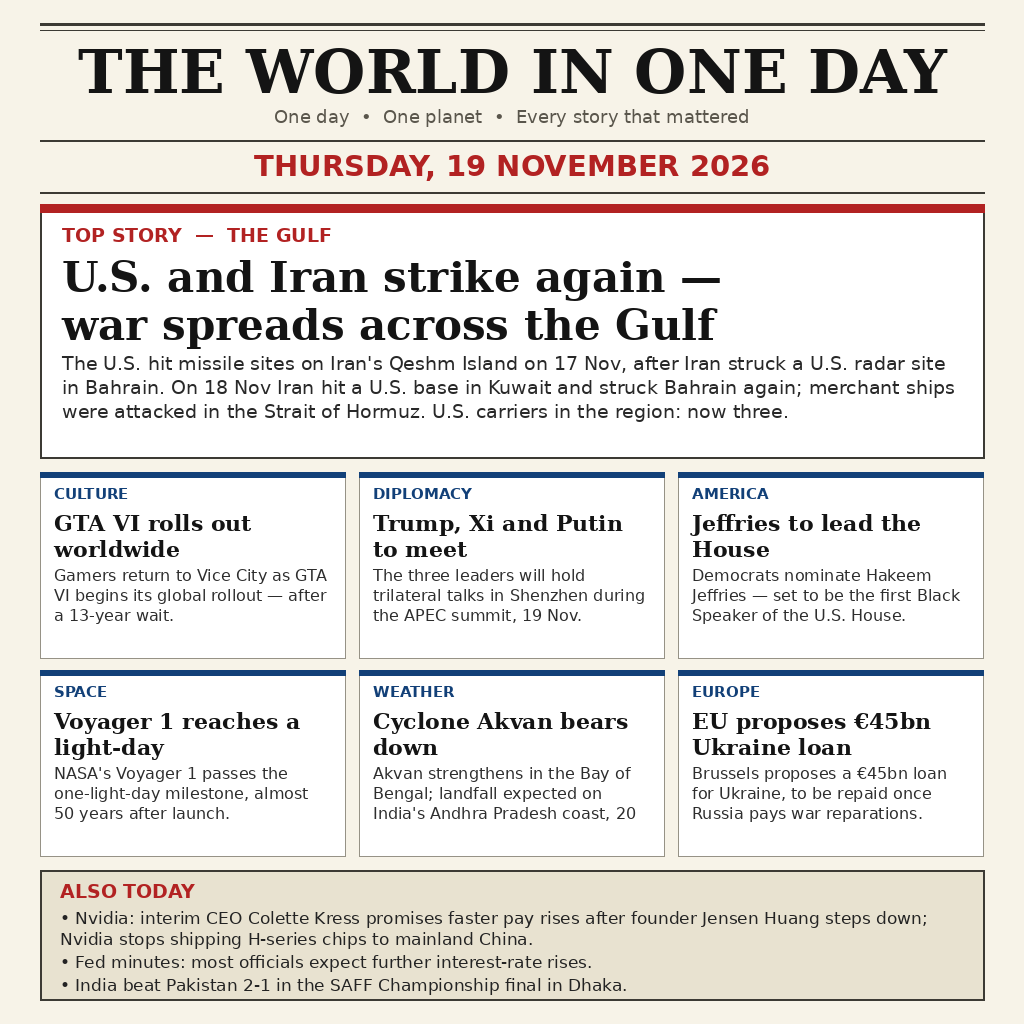 THE WORLD IN ONE DAY
One day • One planet • Every story that mattered
THURSDAY, 19 NOVEMBER 2026
TOP STORY — THE GULF
U.S. and Iran strike again —
war spreads across the Gulf
The U.S. hit missile sites on Iran's Qeshm Island on 17 Nov, after Iran struck a U.S. radar site
in Bahrain. On 18 Nov Iran hit a U.S. base in Kuwait and struck Bahrain again; merchant ships
were attacked in the Strait of Hormuz. U.S. carriers in the region: now three.
CULTURE
GTA VI rolls out
worldwide
Gamers return to Vice City as GTA
VI begins its global rollout — after
a 13-year wait.
DIPLOMACY
Trump, Xi and Putin
to meet
The three leaders will hold
trilateral talks in Shenzhen during
the APEC summit, 19 Nov.
AMERICA
Jeffries to lead the
House
Democrats nominate Hakeem
Jeffries — set to be the first Black
Speaker of the U.S. House.
SPACE
Voyager 1 reaches a
light-day
NASA's Voyager 1 passes the
one-light-day milestone, almost
50 years after launch.
WEATHER
Cyclone Akvan bears
down
Akvan strengthens in the Bay of
Bengal; landfall expected on
India's Andhra Pradesh coast, 20
EUROPE
EU proposes €45bn
Ukraine loan
Brussels proposes a €45bn loan
for Ukraine, to be repaid once
Russia pays war reparations.
ALSO TODAY
• Nvidia: interim CEO Colette Kress promises faster pay rises after founder Jensen Huang steps down;
Nvidia stops shipping H-series chips to mainland China.
• Fed minutes: most officials expect further interest-rate rises.
• India beat Pakistan 2-1 in the SAFF Championship final in Dhaka.